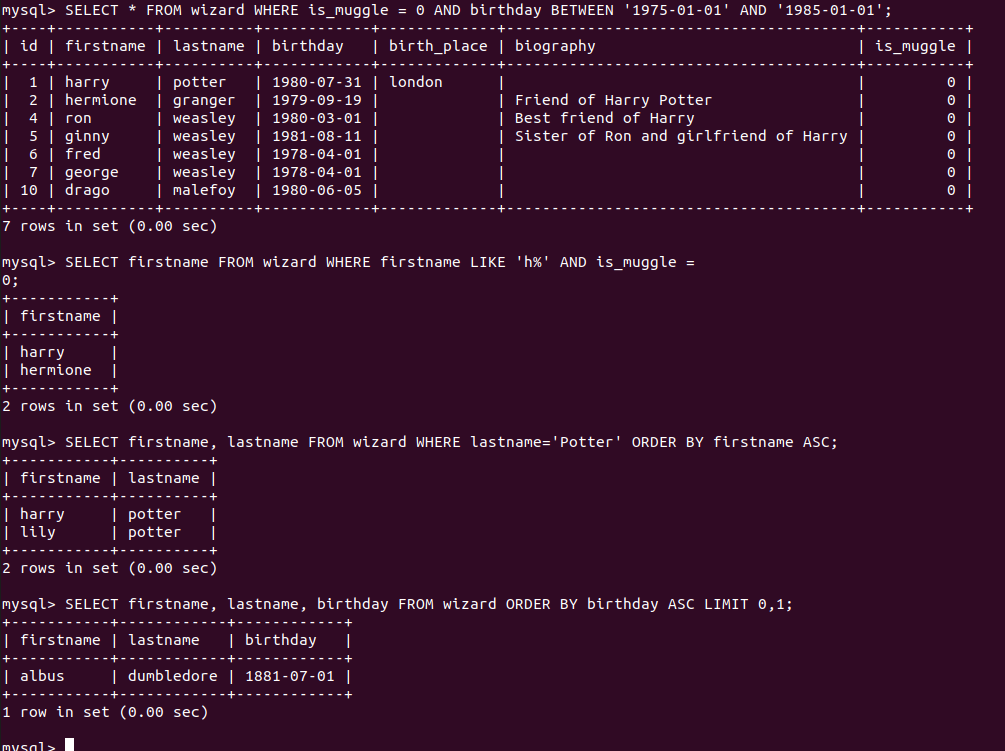 mysql> SELECT * FROM wizard WHERE is_muggle = 0 AND birthday BETWEEN '1975-01-01' AND '1985-01-01';
+----+-----------+----------+------------+-------------+--------------------------------------+-----------+
| id | firstname | lastname | birthday   | birth_place | biography                            | is_muggle |
+----+-----------+----------+------------+-------------+--------------------------------------+-----------+
|  1 | harry     | potter   | 1980-07-31 | london      |                                      |         0 |
|  2 | hermione  | granger  | 1979-09-19 |             | Friend of Harry Potter               |         0 |
|  4 | ron       | weasley  | 1980-03-01 |             | Best friend of Harry                 |         0 |
|  5 | ginny     | weasley  | 1981-08-11 |             | Sister of Ron and girlfriend of Harry |         0 |
|  6 | fred      | weasley  | 1978-04-01 |             |                                      |         0 |
|  7 | george    | weasley  | 1978-04-01 |             |                                      |         0 |
| 10 | drago     | malefoy  | 1980-06-05 |             |                                      |         0 |
+----+-----------+----------+------------+-------------+--------------------------------------+-----------+
7 rows in set (0.00 sec)
mysql> SELECT firstname FROM wizard WHERE firstname LIKE 'h%' AND is_muggle =
0;
+-----------+
| firstname |
+-----------+
| harry     |
| hermione  |
+-----------+
2 rows in set (0.00 sec)
mysql> SELECT firstname, lastname FROM wizard WHERE lastname='Potter' ORDER BY firstname ASC;
+-----------+----------+
| firstname | lastname |
+-----------+----------+
| harry     | potter   |
| lily      | potter   |
+-----------+----------+
2 rows in set (0.00 sec)
mysql> SELECT firstname, lastname, birthday FROM wizard ORDER BY birthday ASC LIMIT 0,1;
+-----------+------------+------------+
| firstname | lastname   | birthday   |
+-----------+------------+------------+
| albus     | dumbledore | 1881-07-01 |
+-----------+------------+------------+
1 row in set (0.00 sec)
mysql>